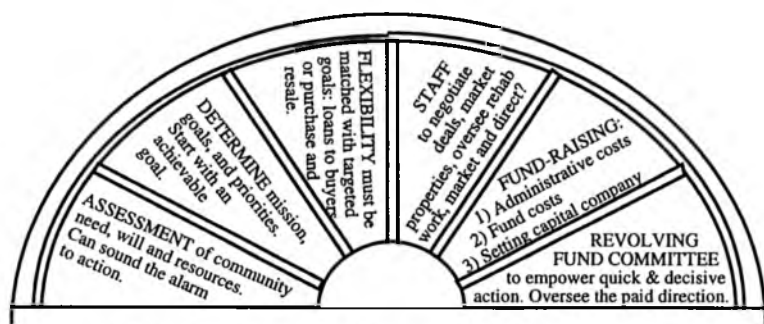 ASSESSMENT of community
need, will and resources.
Can sound the alarm
to action.
DETERMINE mission,
goals, and priorities.
Start with an
achievable
goal.
FLEXIBILITY must be
matched with targeted
goals: loans to buyers
or purchase and
resale.
STAFF
to negotiate
deals, market
properties, oversee rehab
work, market and direct?
FUND-RAISING:
1) Administrative costs
2) Fund costs
3) Setting capital company
REVOLVING
FUND COMMITTEE
to empower quick & decisive
action. Oversee the paid direction.